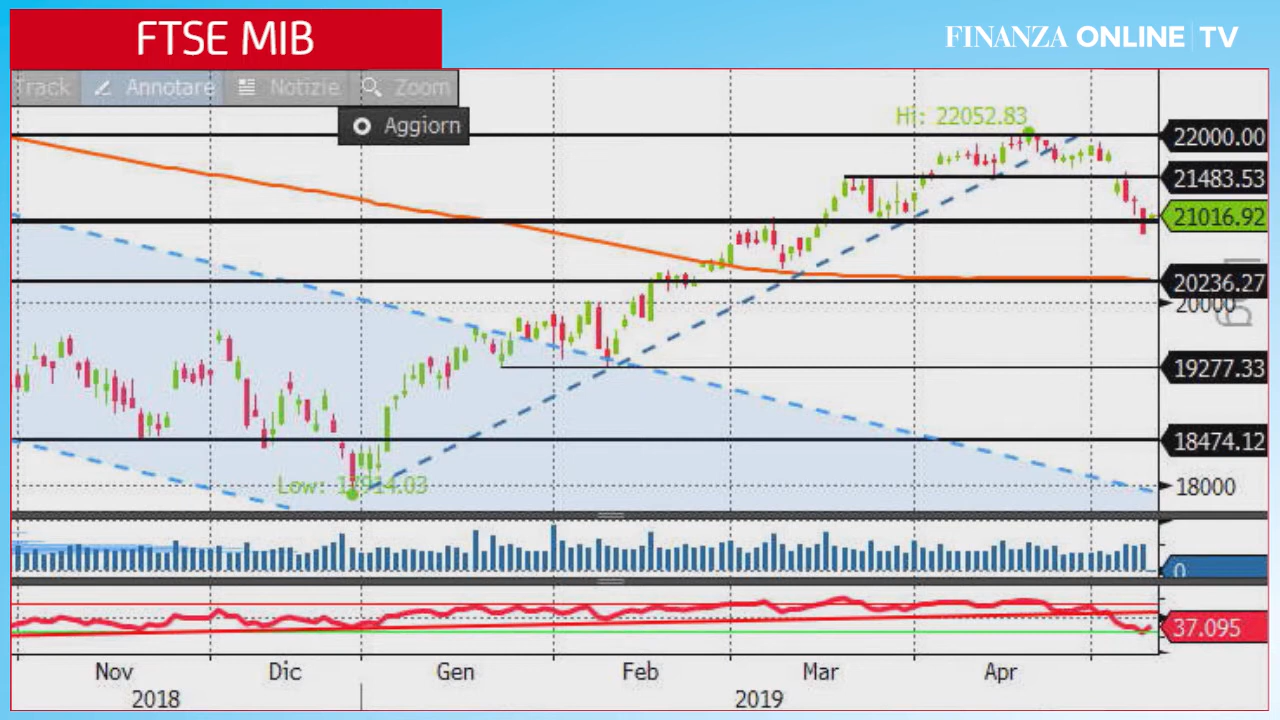 FTSE MIB
FINANZA ONLINE TV
Track Annotare Notizie Zoom
Aggiorn
Hi: 22052.83
22000.00
21483.53
21016.92
20236.27
20000
19277.33
18474.12
Low:
18000
0
37.095
Nov Dic Gen Feb Mar Apr
2018 2019